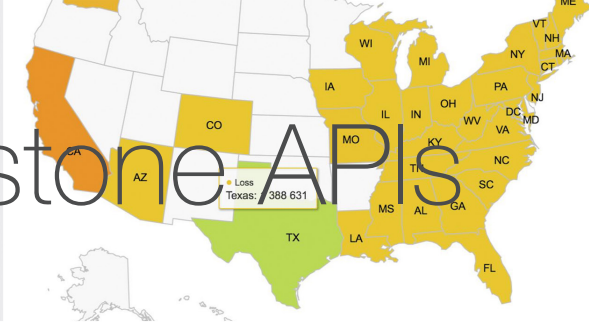 ME
VT
NH
WI
NY
MA
MI
CT
IA
PA
NJ
OH
IL
IN
DC
MD
WV
CO
VA
MO
KY
stone APIs
CA
NC
AZ
TN
Loss
SC
Texas: 388 631
MS
AL
GA
TX
LA
FL